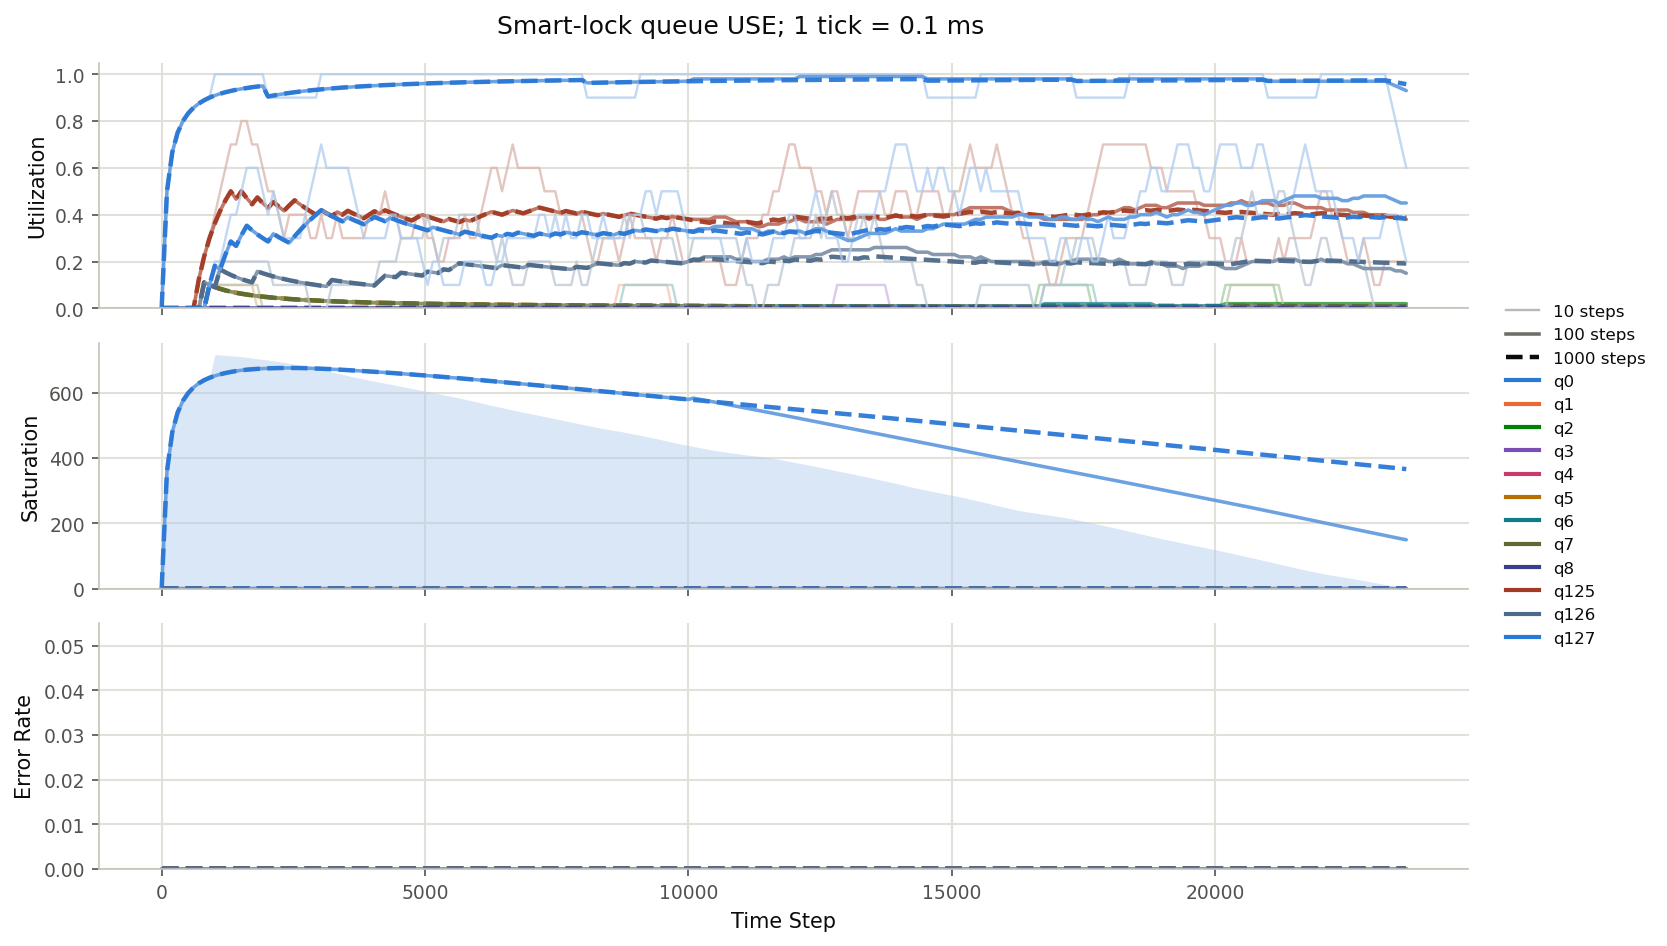 Smart-lock queue USE; 1 tick = 0.1 ms
Utilization
1.0
0.8
0.6
0.4
0.2
0.0
Saturation
600
400
200
0
Error Rate
0.05
0.04
0.03
0.02
0.01
0.00
0 5000 10000 15000 20000
Time Step
10 steps
100 steps
1000 steps
q0
q1
q2
q3
q4
q5
q6
q7
q8
q125
q126
q127